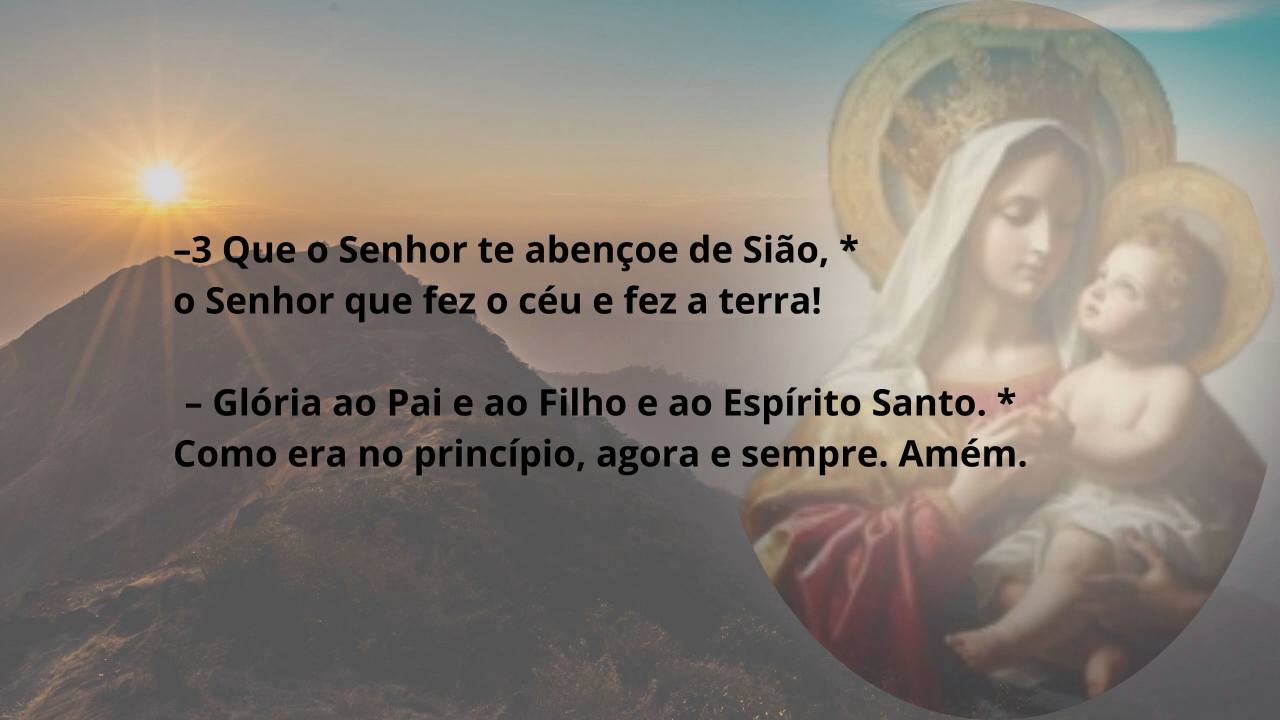 –3 Que o Senhor te abençoe de Sião, *
o Senhor que fez o céu e fez a terra!
– Glória ao Pai e ao Filho e ao Espírito Santo. *
Como era no princípio, agora e sempre. Amém.